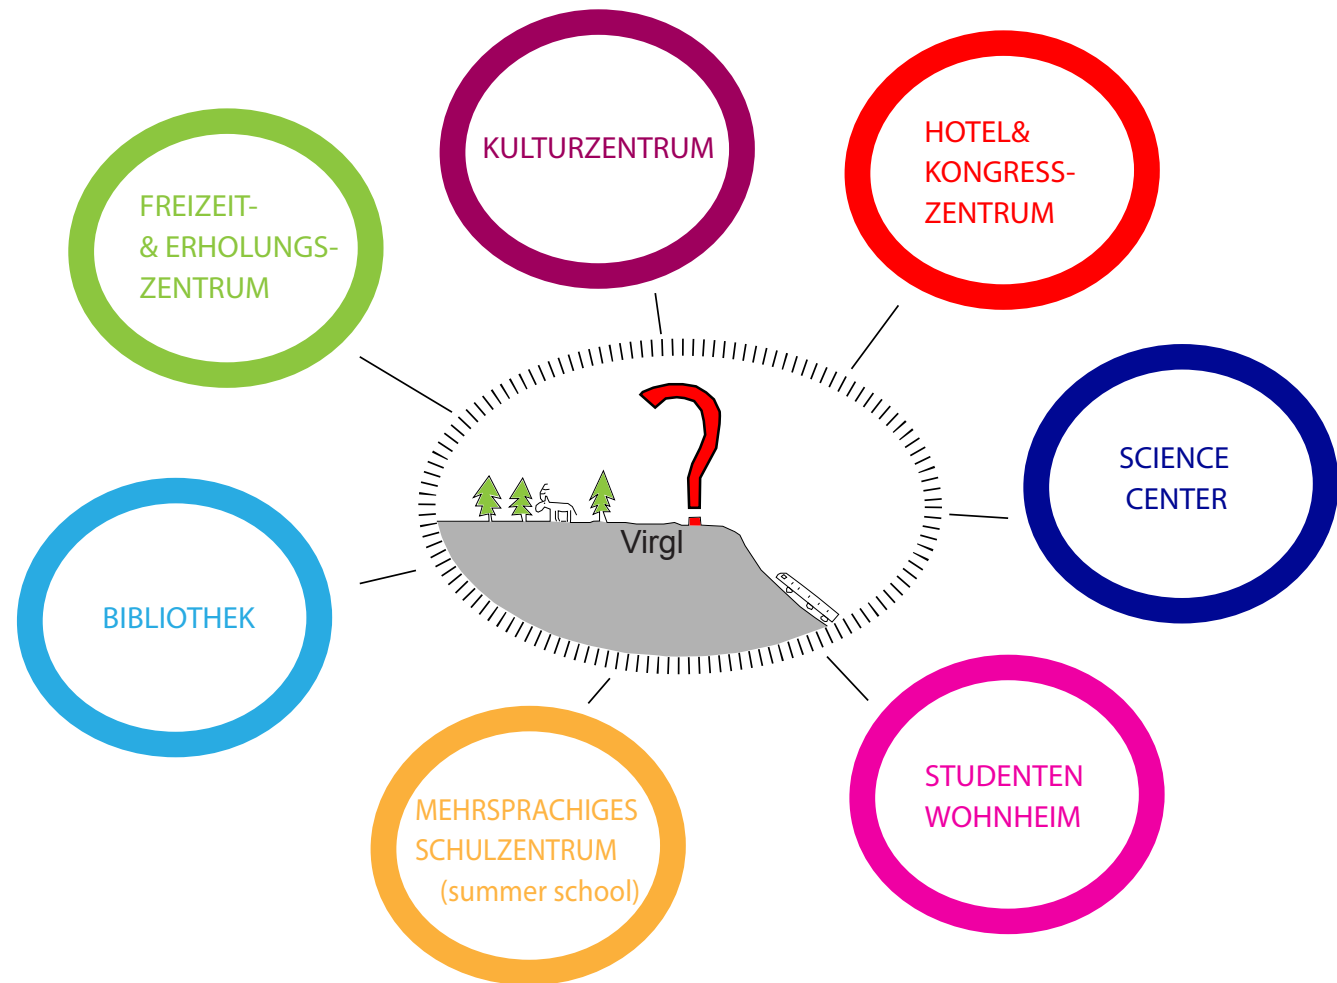 KULTURZENTRUM
HOTEL&
KONGRESS-
ZENTRUM
FREIZEIT-
& ERHOLUNGS-
ZENTRUM
SCIENCE
CENTER
?
Virgl
BIBLIOTHEK
STUDENTEN
WOHNHEIM
MEHRSPRACHIGES
SCHULZENTRUM
(summer school)